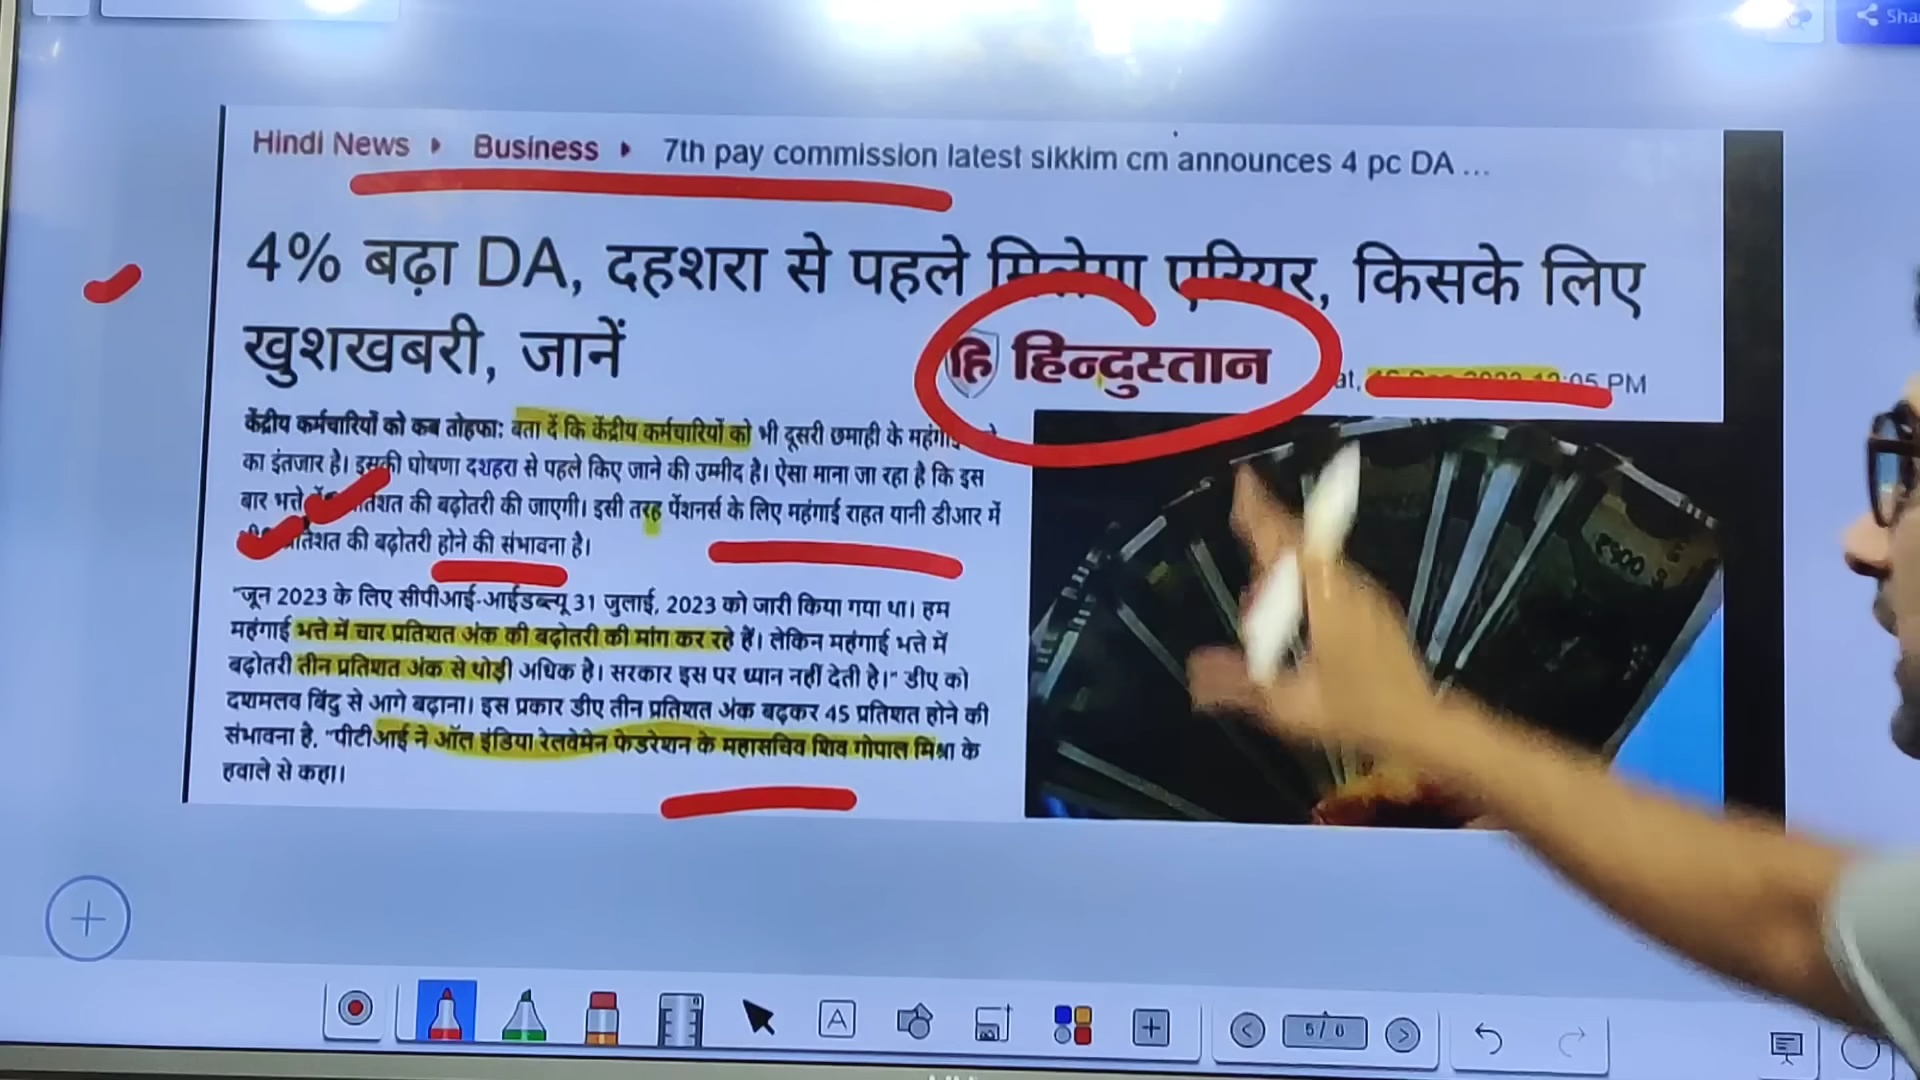 Sha
Hindi News Business 7th pay commission latest sikkim cm announces 4 pc DA ...
4% बढ़ा DA, दहशरा से पहले मिलेगा एरियर, किसके लिए
खुशखबरी, जानें
हि हिन्दुस्तान
at, :05 PM
केंद्रीय कर्मचारियों को कब तोहफा: बता दें कि केंद्रीय कर्मचारियों को भी दूसरी छमाही के
का इंतजार है। इसकी घोषणा दशहरा से पहले किए जाने की उम्मीद है। ऐसा माना जा रहा है कि इस
बार भत्ते की बढ़ोतरी की जाएगी। इसी तरह पेंशनर्स के लिए महंगाई राहत यानी डीआर में
की बढ़ोतरी होने की संभावना है।
"जून 2023 के लिए सीपीआई-आईडब्ल्यू 31 जुलाई, 2023 को जारी किया गया था। हम
महंगाई भत्ते में चार प्रतिशत अंक की बढ़ोतरी की मांग कर रहे हैं। लेकिन महंगाई भत्ते में
बढ़ोतरी तीन प्रतिशत अंक से थोड़ी अधिक है। सरकार इस पर ध्यान नहीं देती है।" डीए को
दशमलव बिंदु से आगे बढ़ाना। इस प्रकार डीए तीन प्रतिशत अंक बढ़कर 45 प्रतिशत होने की
संभावना है, "पीटीआई ने ऑल इंडिया रेलवेमेन फेडरेशन के महासचिव शिव गोपाल मिश्रा के
हवाले से कहा।
₹500
A